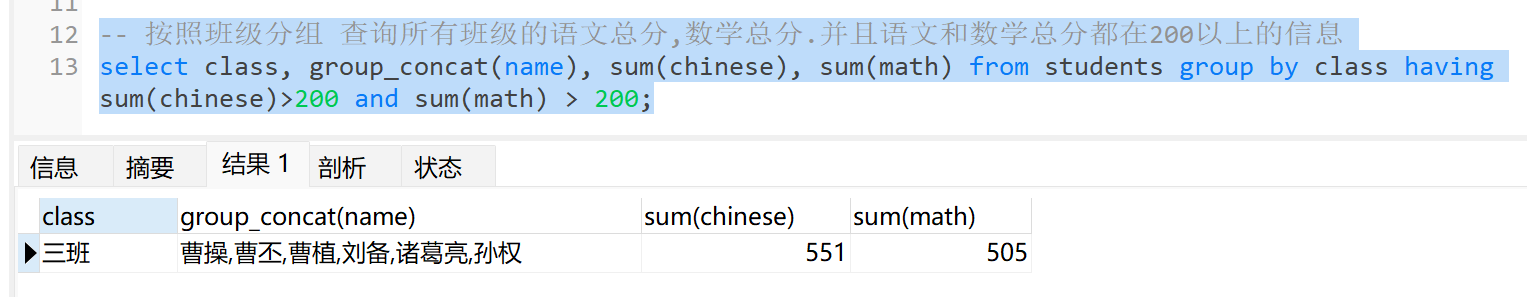 11
12 -- 按照班级分组 查询所有班级的语文总分,数学总分.并且语文和数学总分都在200以上的信息
13 select class, group_concat(name), sum(chinese), sum(math) from students group by class having
sum(chinese)>200 and sum(math) > 200;
信息 摘要 结果 1 剖析 状态
class group_concat(name) sum(chinese) sum(math)
三班 曹操,曹丕,曹植,刘备,诸葛亮,孙权 551 505